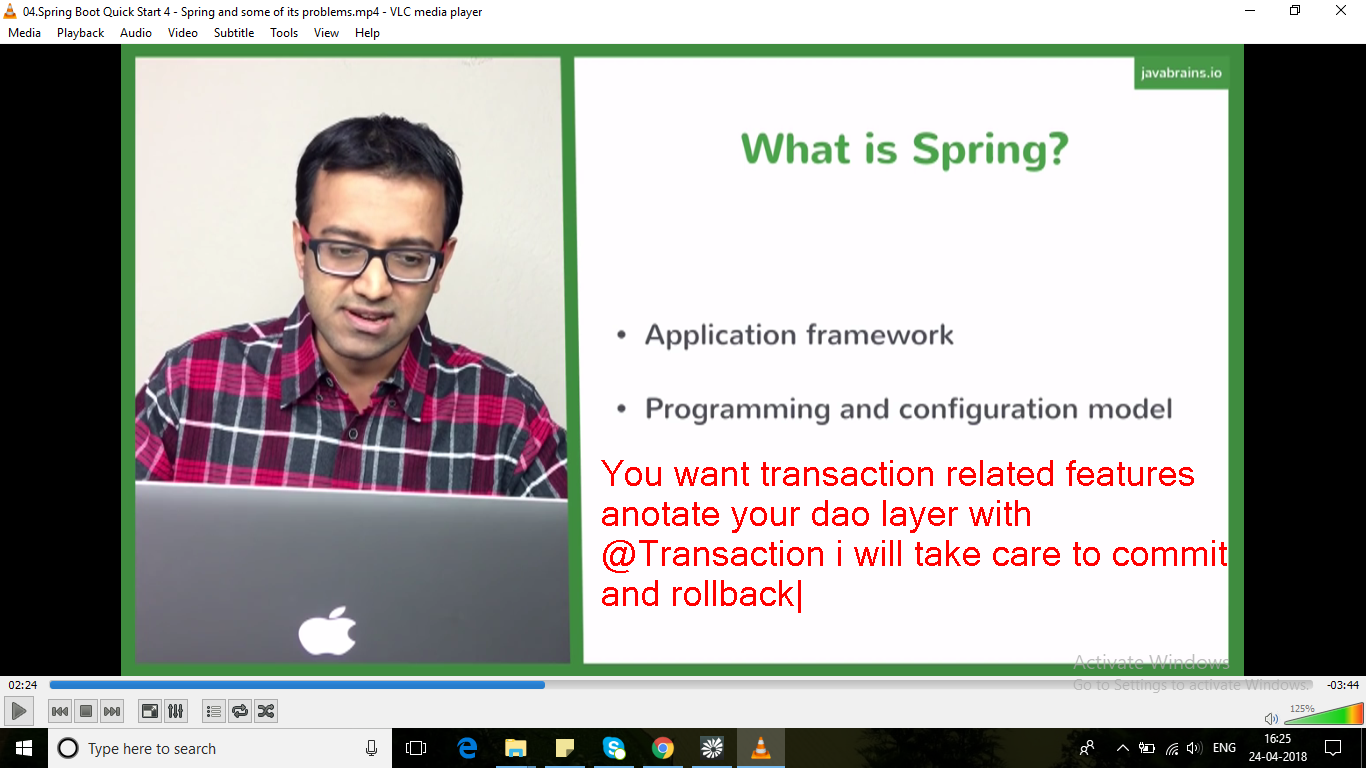 04.Spring Boot Quick Start 4 - Spring and some of its problems.mp4 - VLC media player
Media Playback Audio Video Subtitle Tools View Help
javabrains.io
What is Spring?
• Application framework
• Programming and configuration model
You want transaction related features
anotate your dao layer with
@Transaction i will take care to commit
and rollback
Activate Windows
Go to Settings to activate Windows.
02:24 -03:44
125%
Type here to search
ENG
16:25
24-04-2018